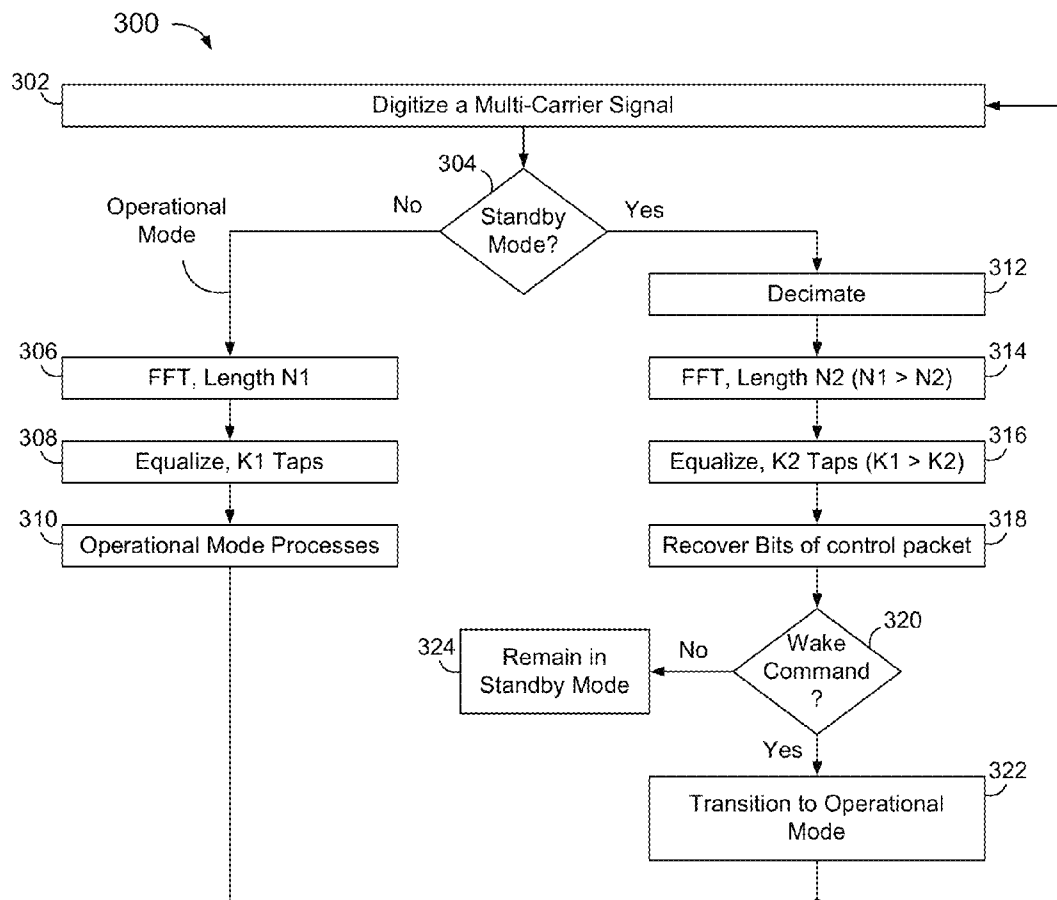 300
302
Digitize a Multi-Carrier Signal
304
Standby
Mode?
No
Yes
Operational
Mode
312
Decimate
306
FFT, Length N1
314
FFT, Length N2 (N1 > N2)
308
Equalize, K1 Taps
316
Equalize, K2 Taps (K1 > K2)
310
Operational Mode Processes
318
Recover Bits of control packet
320
Wake
Command
?
No
324
Remain in
Standby Mode
Yes
322
Transition to Operational
Mode